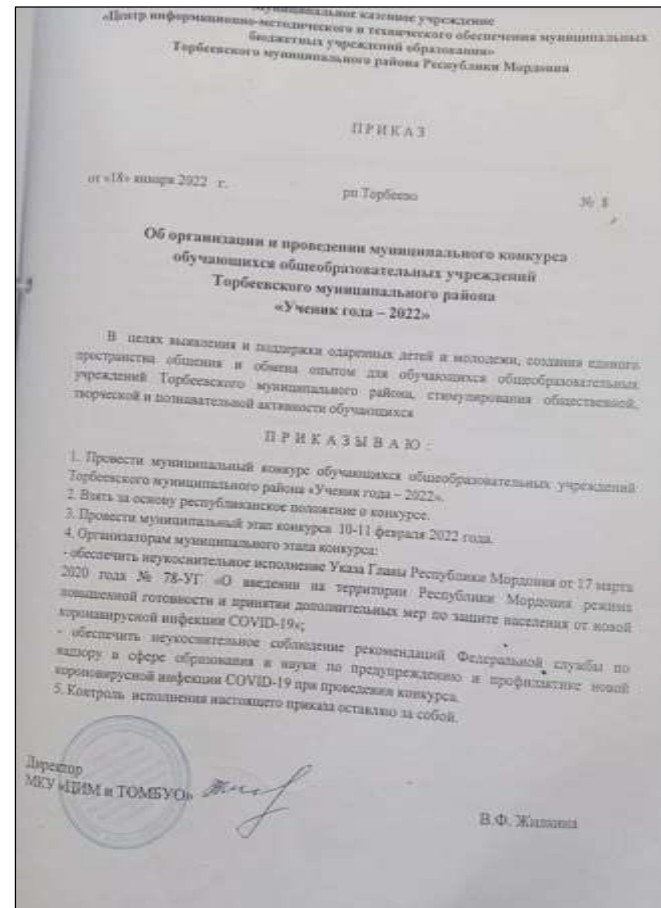 Муниципальное казенное учреждение
«Центр информационно-методического и технического обеспечения муниципальных
бюджетных учреждений образования»
Торбеевского муниципального района Республики Мордовия
ПРИКАЗ
от «18» января 2022 г.
рп Торбеево
№ 8
Об организации и проведении муниципального конкурса
обучающихся общеобразовательных учреждений
Торбеевского муниципального района
«Ученик года – 2022»
В целях выявления и поддержки одаренных детей и молодежи, создания единого
пространства общения и обмена опытом для обучающихся общеобразовательных
учреждений Торбеевского муниципального района, стимулирования общественной,
творческой и познавательной активности обучающихся
ПРИКАЗЫВАЮ:
1. Провести муниципальный конкурс обучающихся общеобразовательных учреждений
Торбеевского муниципального района «Ученик года – 2022».
2. Взять за основу республиканское положение о конкурсе.
3. Провести муниципальный этап конкурса 10-11 февраля 2022 года.
4. Организаторам муниципального этапа конкурса:
- обеспечить неукоснительное исполнение Указа Главы Республики Мордовия от 17 марта
2020 года № 78-УГ «О введении на территории Республики Мордовия режима
повышенной готовности и принятии дополнительных мер по защите населения от новой
коронавирусной инфекции COVID-19»;
- обеспечить неукоснительное соблюдение рекомендаций Федеральной службы по
надзору в сфере образования и науки по предупреждению и профилактике новой
короновирусной инфекции COVID-19 при проведении конкурса.
5. Контроль исполнения настоящего приказа оставляю за собой.
Директор
МКУ «ЦИМ и ТОМБУО»
В.Ф. Жилкина